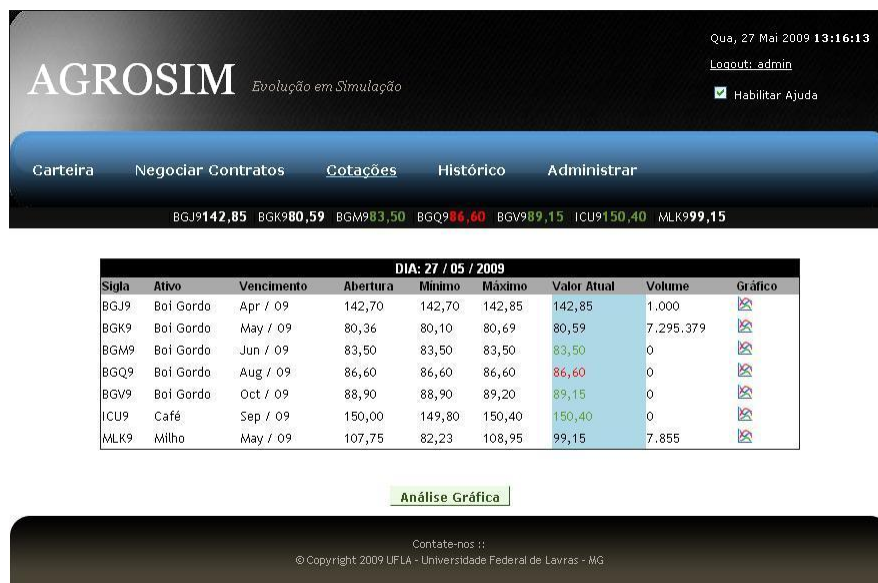 Qua, 27 Mai 2009 13:16:13
Logout: admin
Habilitar Ajuda
AGROSIM Evolução em Simulação
Carteira Negociar Contratos Cotações Histórico Administrar
BGJ9142,85 BGK980,59 BGM983,50 BGQ986,60 BGV989,15 ICU9150,40 MLK999,15
DIA: 27 / 05 / 2009
Sigla Ativo Vencimento Abertura Mínimo Máximo Valor Atual Volume Gráfico
BGJ9 Boi Gordo Apr / 09 142,70 142,70 142,85 142,85 1.000
BGK9 Boi Gordo May / 09 80,36 80,10 80,69 80,59 7.295.379
BGM9 Boi Gordo Jun / 09 83,50 83,50 83,50 83,50 0
BGQ9 Boi Gordo Aug / 09 86,60 86,60 86,60 86,60 0
BGV9 Boi Gordo Oct / 09 88,90 88,90 89,20 89,15 0
ICU9 Café Sep / 09 150,00 149,80 150,40 150,40 0
MLK9 Milho May / 09 107,75 82,23 108,95 99,15 7.855
Análise Gráfica
Contate-nos ::
© Copyright 2009 UFLA - Universidade Federal de Lavras - MG